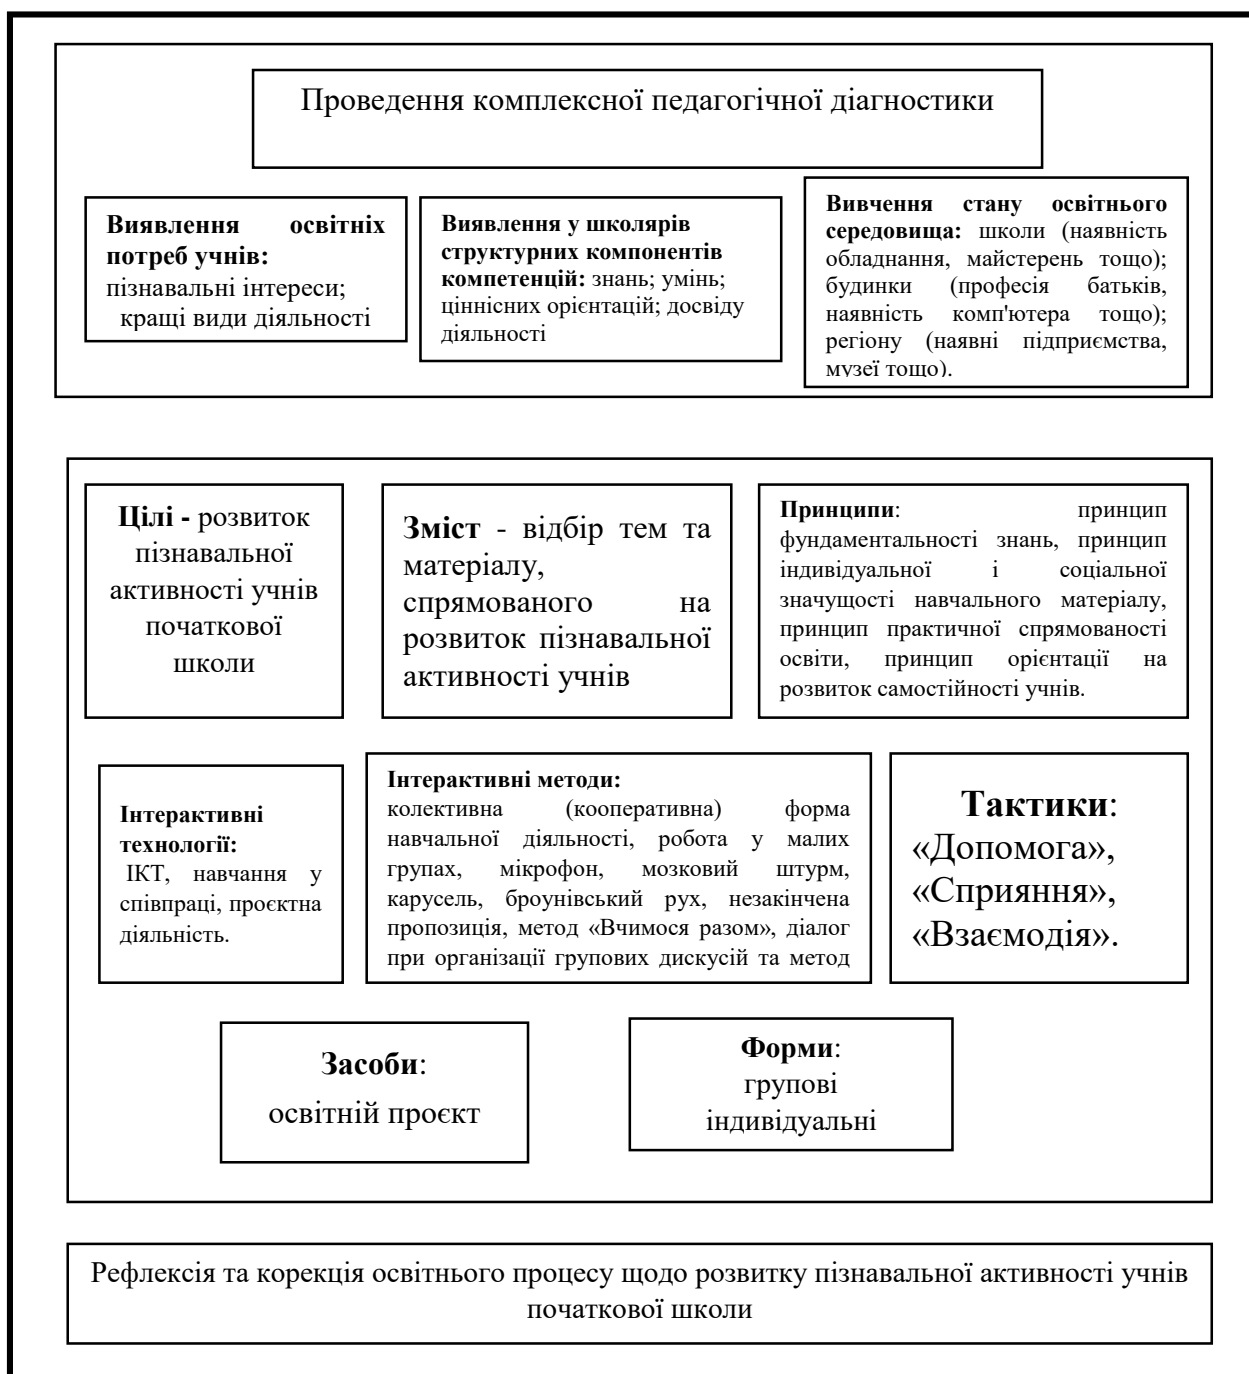 Проведення комплексної педагогічної діагностики
Виявлення освітніх
потреб учнів:
пізнавальні інтереси;
кращі види діяльності
Виявлення у школярів
структурних компонентів
компетенцій: знань; умінь;
ціннісних орієнтацій; досвіду
діяльності
Вивчення стану освітнього
середовища: школи (наявність
обладнання, майстерень тощо);
будинки (професія батьків,
наявність комп'ютера тощо);
регіону (наявні підприємства,
музеї тощо).
Цілі - розвиток
пізнавальної
активності учнів
початкової
школи
Зміст - відбір тем та
матеріалу,
спрямованого на
розвиток пізнавальної
активності учнів
Принципи: принцип
фундаментальності знань, принцип
індивідуальної і соціальної
значущості навчального матеріалу,
принцип практичної спрямованості
освіти, принцип орієнтації на
розвиток самостійності учнів.
Інтерактивні
технології:
ІКТ, навчання у
співпраці, проєктна
діяльність.
Інтерактивні методи:
колективна (кооперативна) форма
навчальної діяльності, робота у малих
групах, мікрофон, мозковий штурм,
карусель, броунівський рух, незакінчена
пропозиція, метод «Вчимося разом», діалог
при організації групових дискусій та метод
Тактики:
«Допомога»,
«Сприяння»,
«Взаємодія».
Засоби:
освітній проєкт
Форми:
групові
індивідуальні
Рефлексія та корекція освітнього процесу щодо розвитку пізнавальної активності учнів
початкової школи